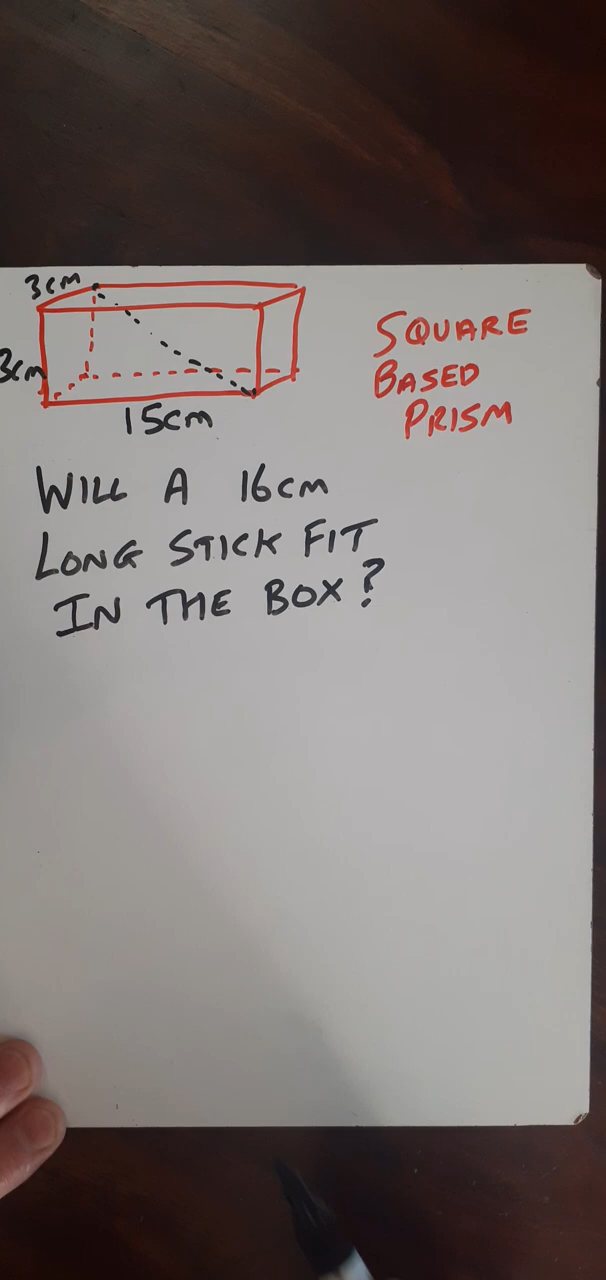 3cm
3cm
15cm
SQUARE
BASED
PRISM
WILL A 16cm
LONG STICK FIT
IN THE BOX?